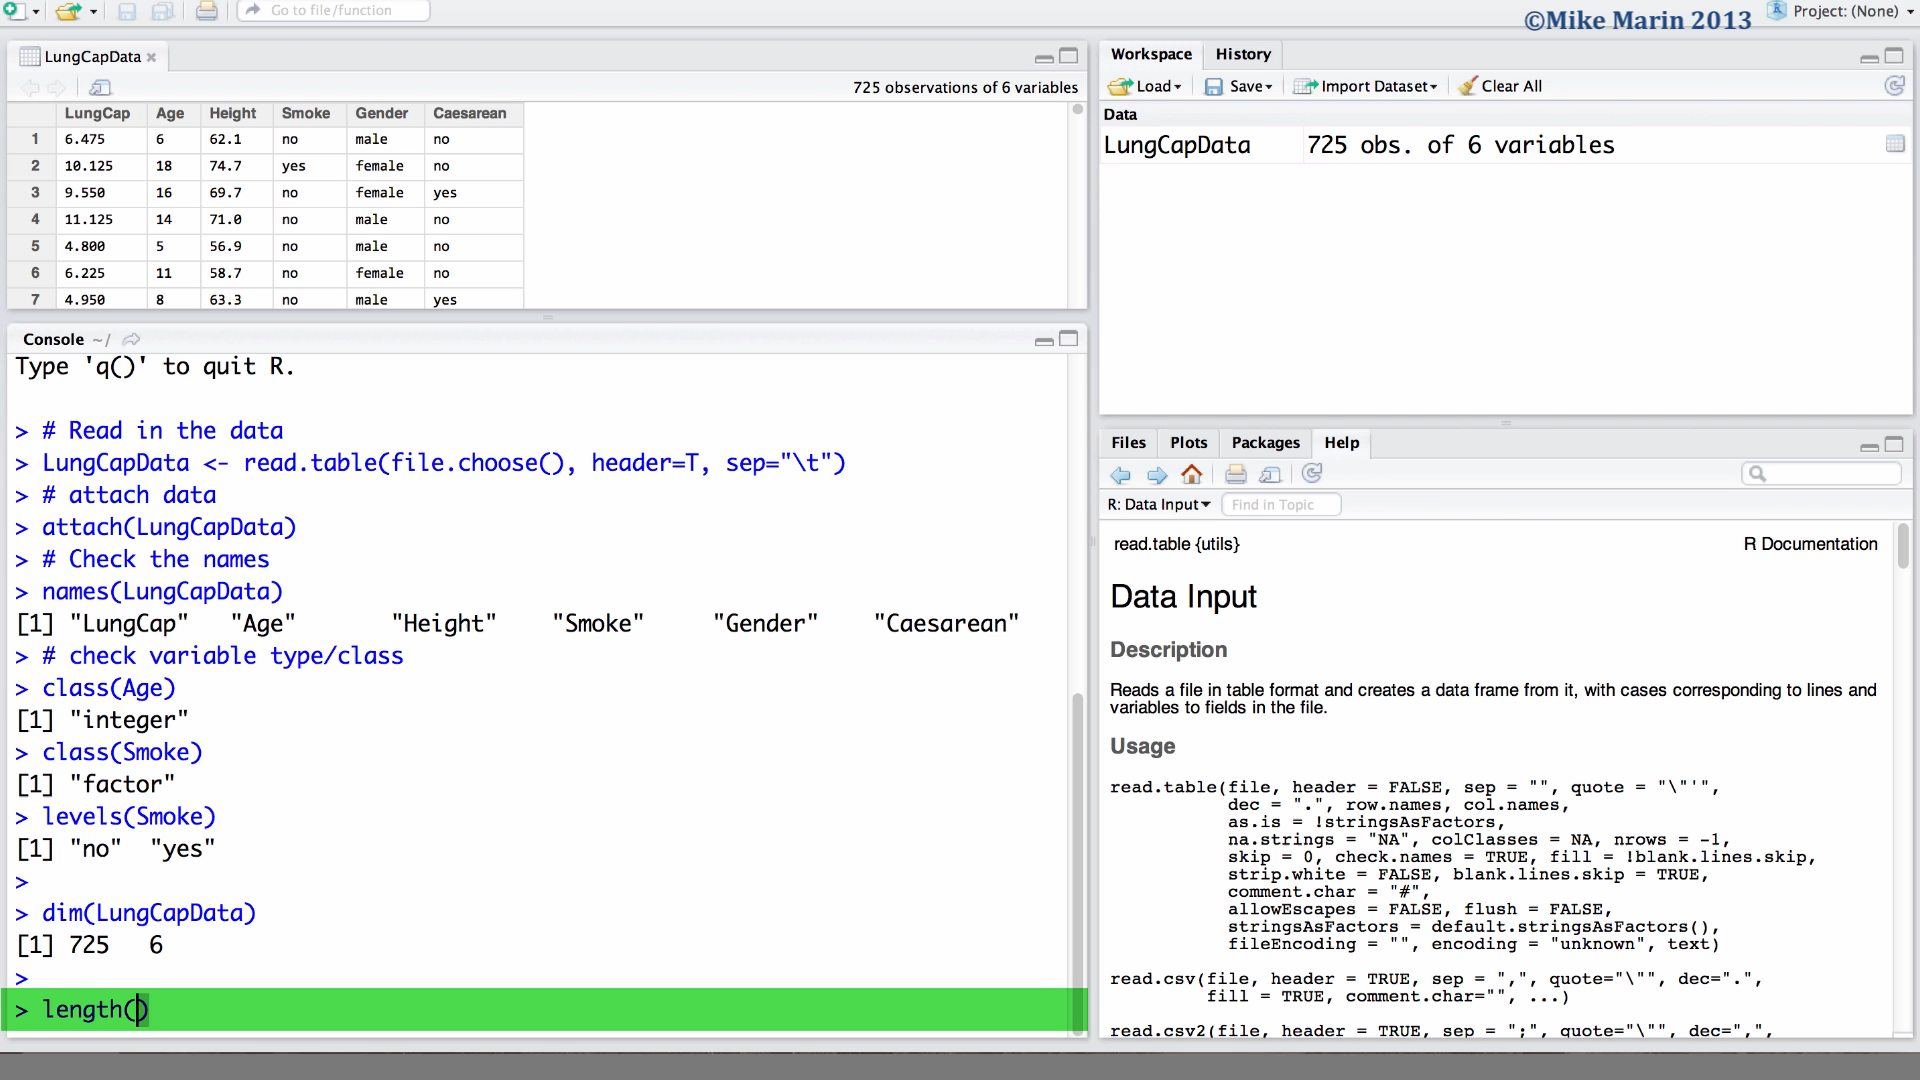 Go to file/function
©Mike Marin 2013
Project: (None)
LungCapData
725 observations of 6 variables
LungCap Age Height Smoke Gender Caesarean
1 6.475 6 62.1 no male no
2 10.125 18 74.7 yes female no
3 9.550 16 69.7 no female yes
4 11.125 14 71.0 no male no
5 4.800 5 56.9 no male no
6 6.225 11 58.7 no female no
7 4.950 8 63.3 no male yes
Console ~/
Type 'q()' to quit R.
> # Read in the data
> LungCapData <- read.table(file.choose(), header=T, sep="\t")
> # attach data
> attach(LungCapData)
> # Check the names
> names(LungCapData)
[1] "LungCap" "Age" "Height" "Smoke" "Gender" "Caesarean"
> # check variable type/class
> class(Age)
[1] "integer"
> class(Smoke)
[1] "factor"
> levels(Smoke)
[1] "no" "yes"
>
> dim(LungCapData)
[1] 725 6
>
> length()
Workspace History
Load Save Import Dataset Clear All
Data
LungCapData 725 obs. of 6 variables
Files Plots Packages Help
R: Data Input Find in Topic
read.table {utils} R Documentation
Data Input
Description
Reads a file in table format and creates a data frame from it, with cases corresponding to lines and
variables to fields in the file.
Usage
read.table(file, header = FALSE, sep = "", quote = "\"'",
dec = ".", row.names, col.names,
as.is = !stringsAsFactors,
na.strings = "NA", colClasses = NA, nrows = -1,
skip = 0, check.names = TRUE, fill = !blank.lines.skip,
strip.white = FALSE, blank.lines.skip = TRUE,
comment.char = "#",
allowEscapes = FALSE, flush = FALSE,
stringsAsFactors = default.stringsAsFactors(),
fileEncoding = "", encoding = "unknown", text)
read.csv(file, header = TRUE, sep = ",", quote="\"", dec=".",
fill = TRUE, comment.char="", ...)
read.csv2(file, header = TRUE, sep = ";", quote="\"", dec=",",